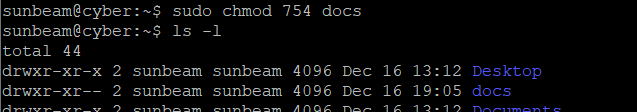 sunbeam@cyber:~$ sudo chmod 754 docs
sunbeam@cyber:~$ ls -l
total 44
drwxr-xr-x 2 sunbeam sunbeam 4096 Dec 16 13:12 Desktop
drwxr-xr-- 2 sunbeam sunbeam 4096 Dec 16 19:05 docs
drwxr-xr-x 2 sunbeam sunbeam 4096 Dec 16 13:12 Documents